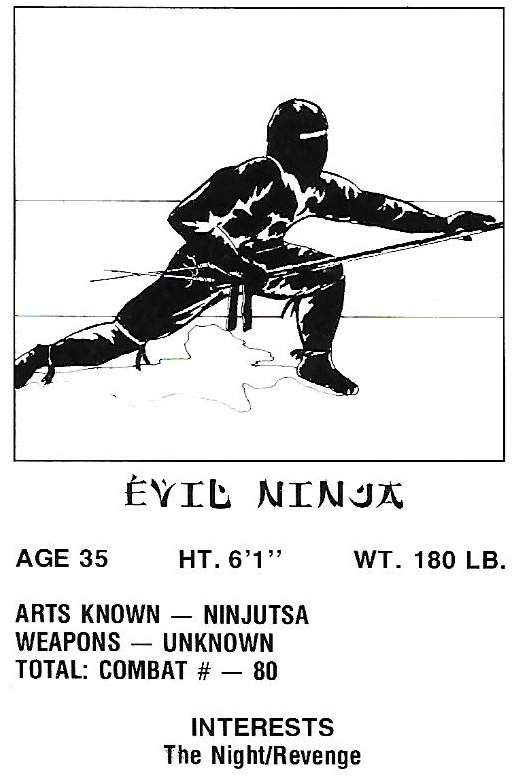 ÉVIL NINJA
AGE 35 HT. 6'1'' WT. 180 LB.
ARTS KNOWN — NINJUTSA
WEAPONS — UNKNOWN
TOTAL: COMBAT # — 80
INTERESTS
The Night/Revenge